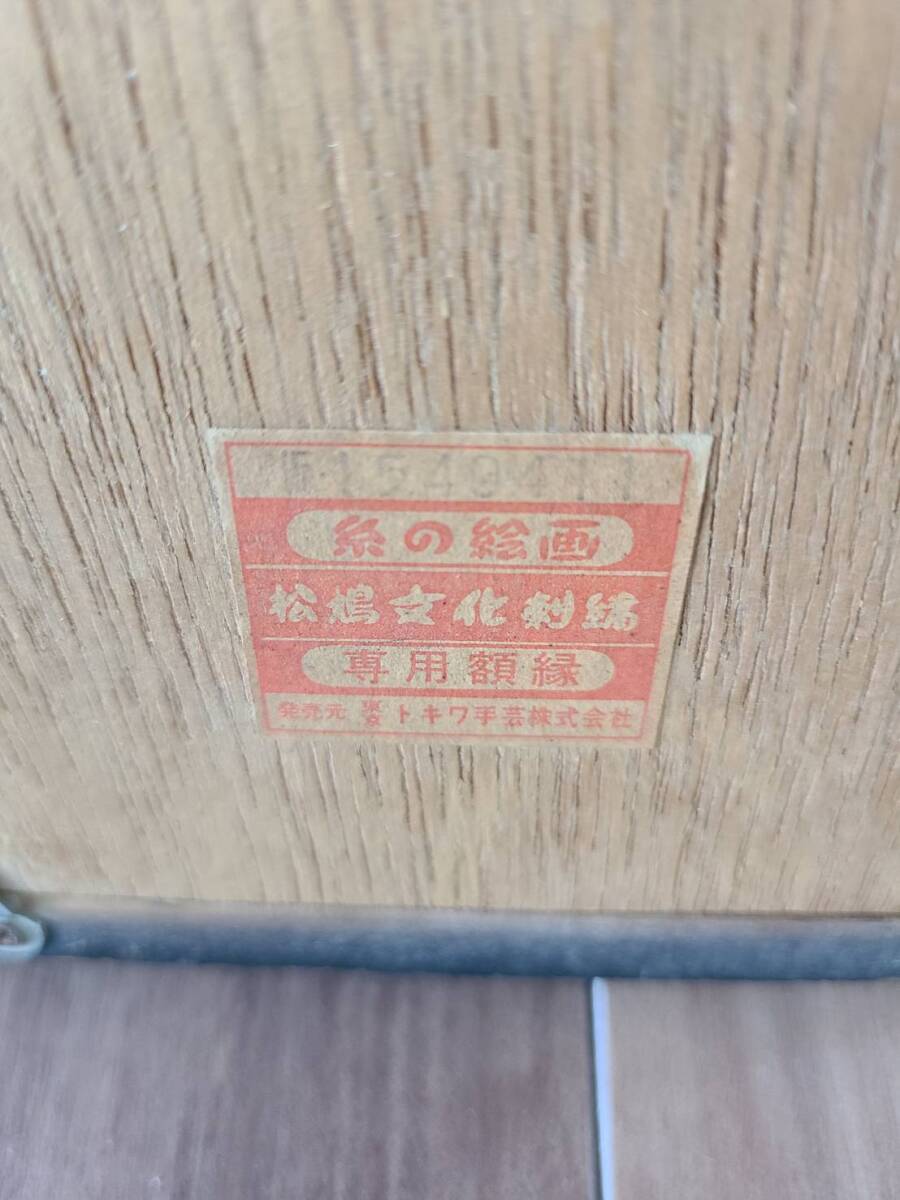 糸の絵画
松鳩文化刺繍
専用額縁
発売元 東京 トキワ手芸株式会社